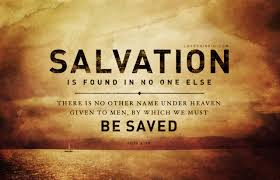 SALVATION
IS FOUND IN NO ONE ELSE
THERE IS NO OTHER NAME UNDER HEAVEN
GIVEN TO MEN, BY WHICH WE MUST
BE SAVED